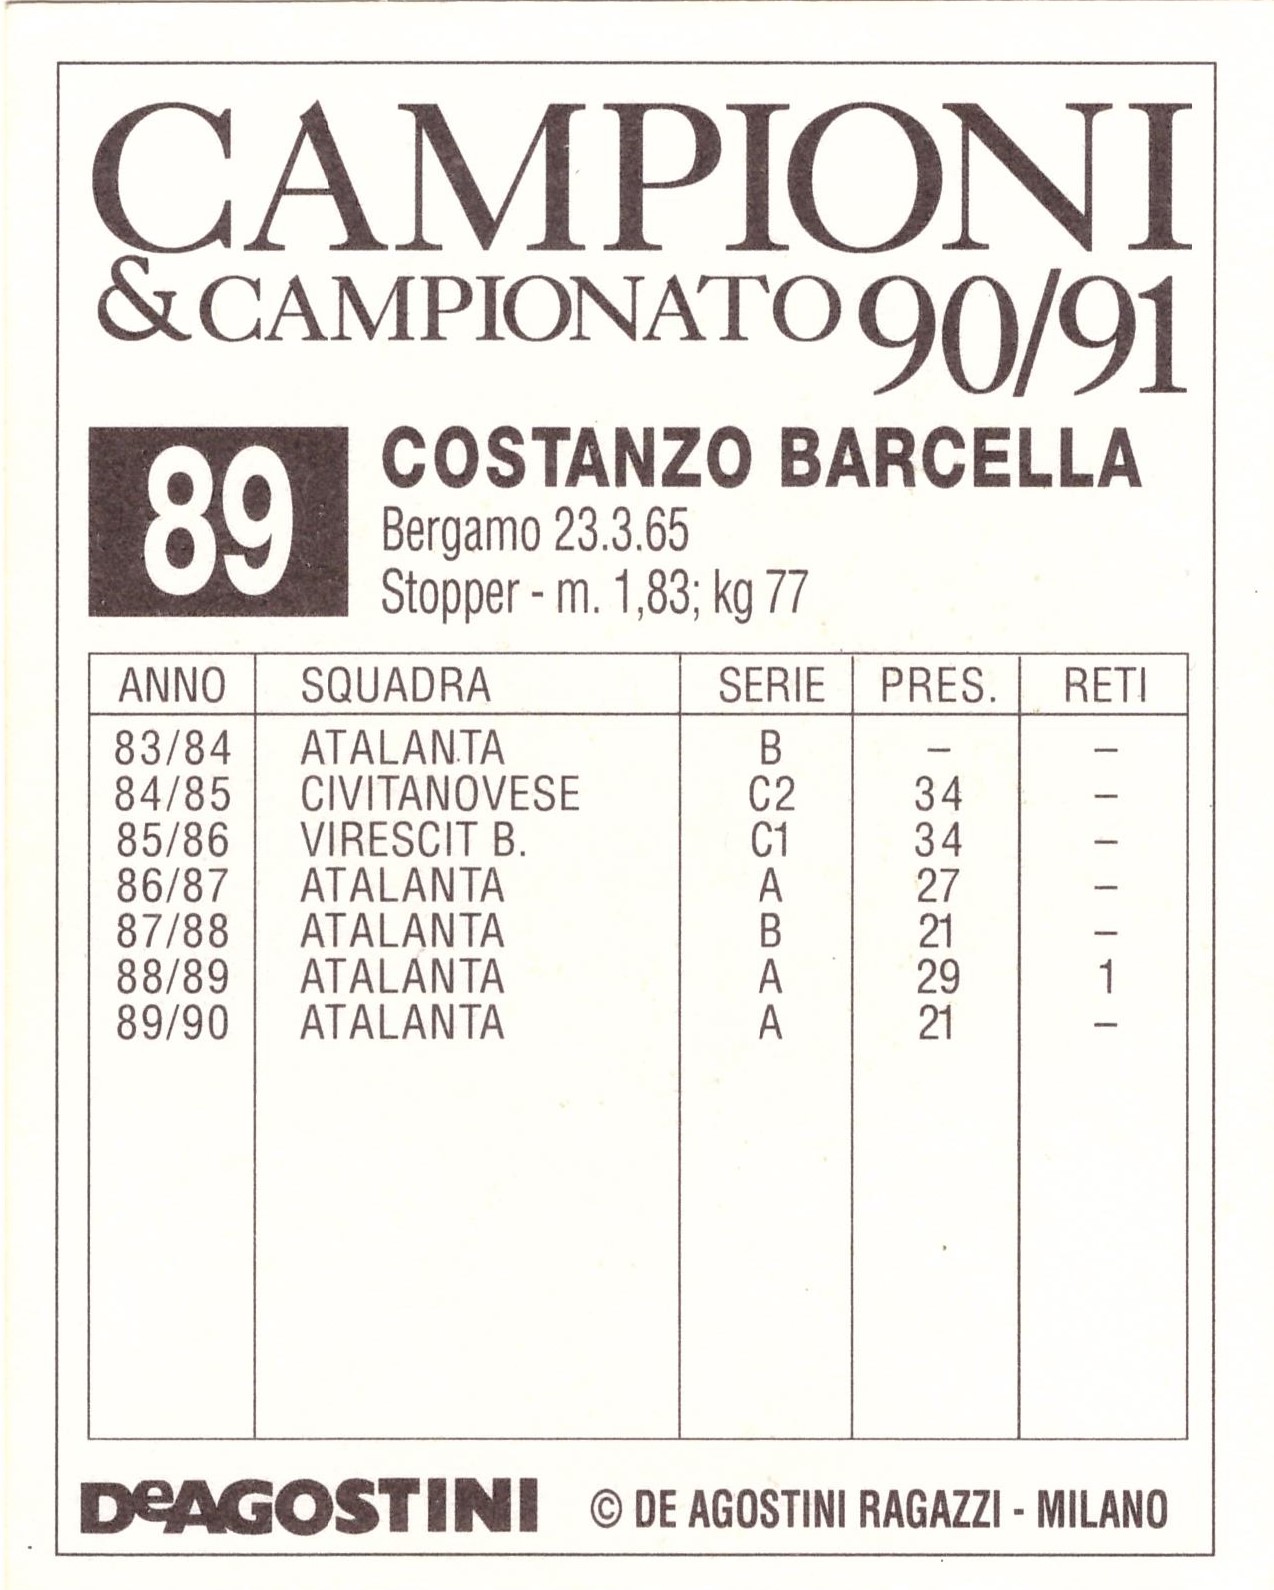 CAMPIONI
& CAMPIONATO 90/91
89
COSTANZO BARCELLA
Bergamo 23.3.65
Stopper - m. 1,83; kg 77
ANNO SQUADRA SERIE PRES. RETI
83/84 ATALANTA B – –
84/85 CIVITANOVESE C2 34 –
85/86 VIRESCIT B. C1 34 –
86/87 ATALANTA A 27 –
87/88 ATALANTA B 21 –
88/89 ATALANTA A 29 1
89/90 ATALANTA A 21 –
DeAGOSTINI © DE AGOSTINI RAGAZZI - MILANO